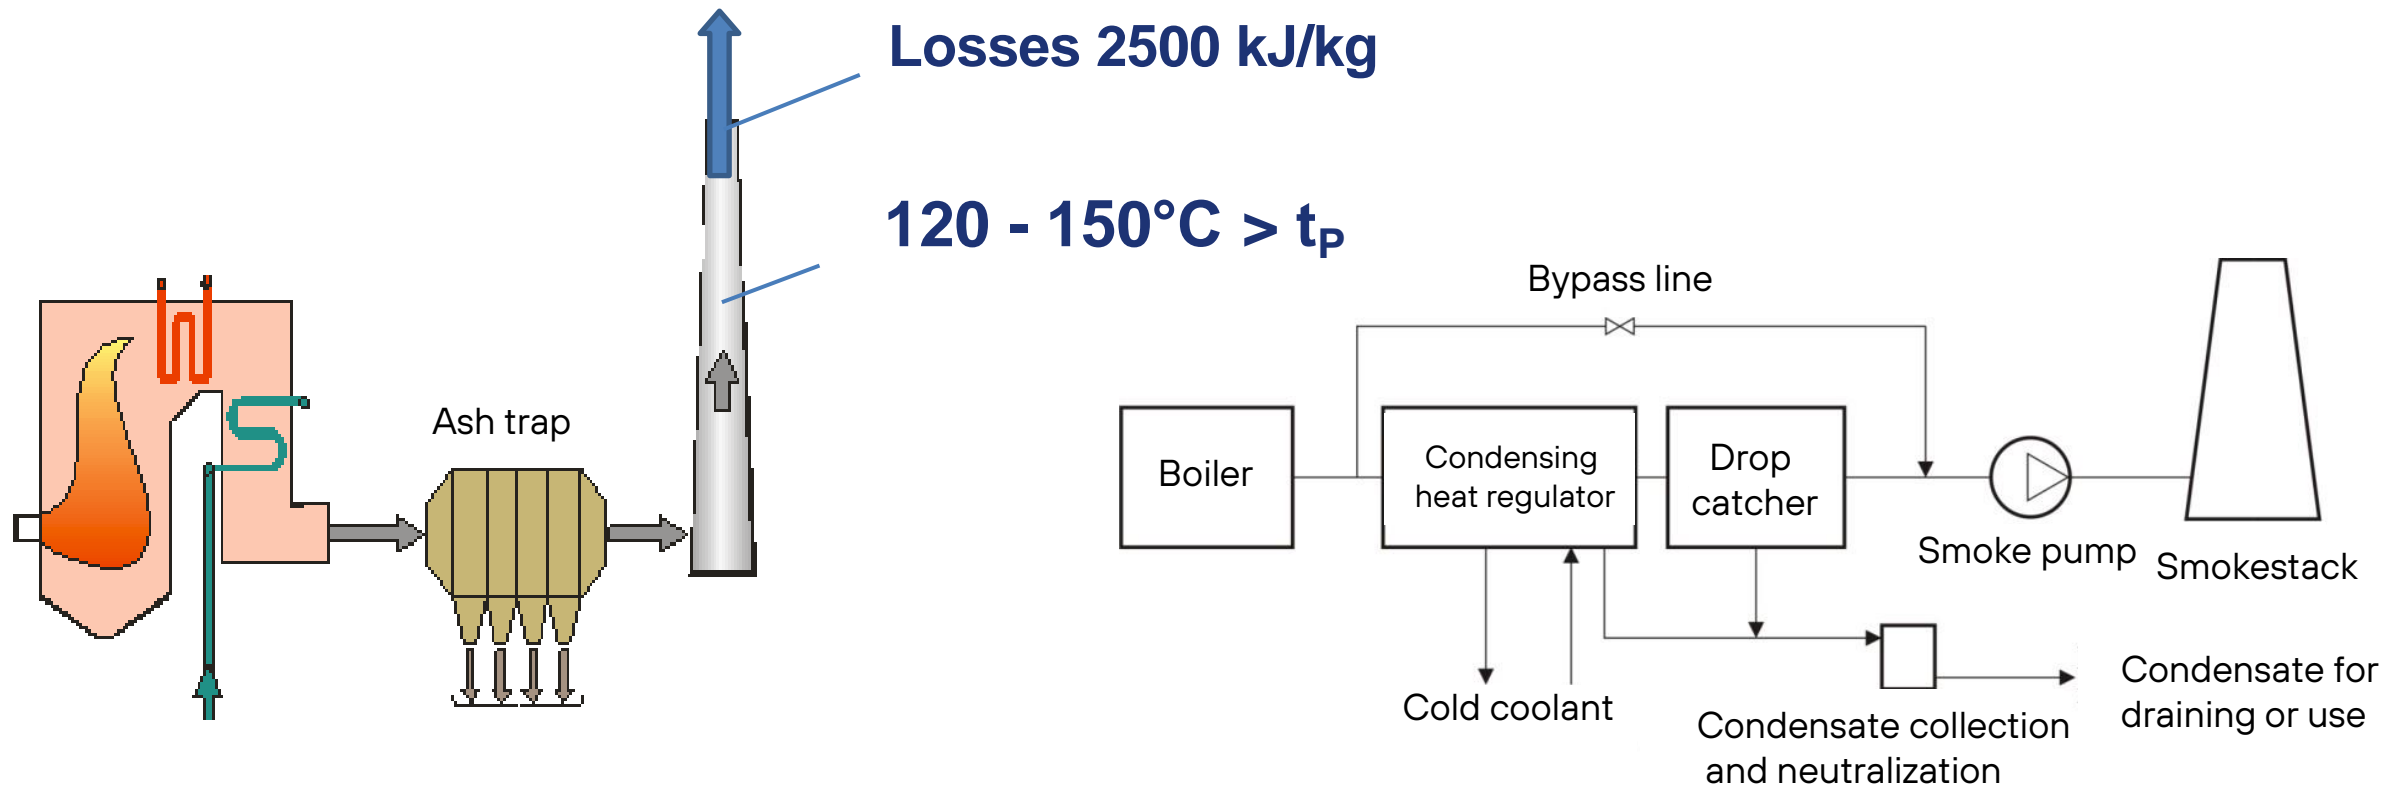 Losses 2500 kJ/kg
120 - 150°C > tP
Ash trap
Bypass line
Boiler
Condensing
heat regulator
Drop
catcher
Smoke pump
Smokestack
Cold coolant
Condensate collection
and neutralization
Condensate for
draining or use